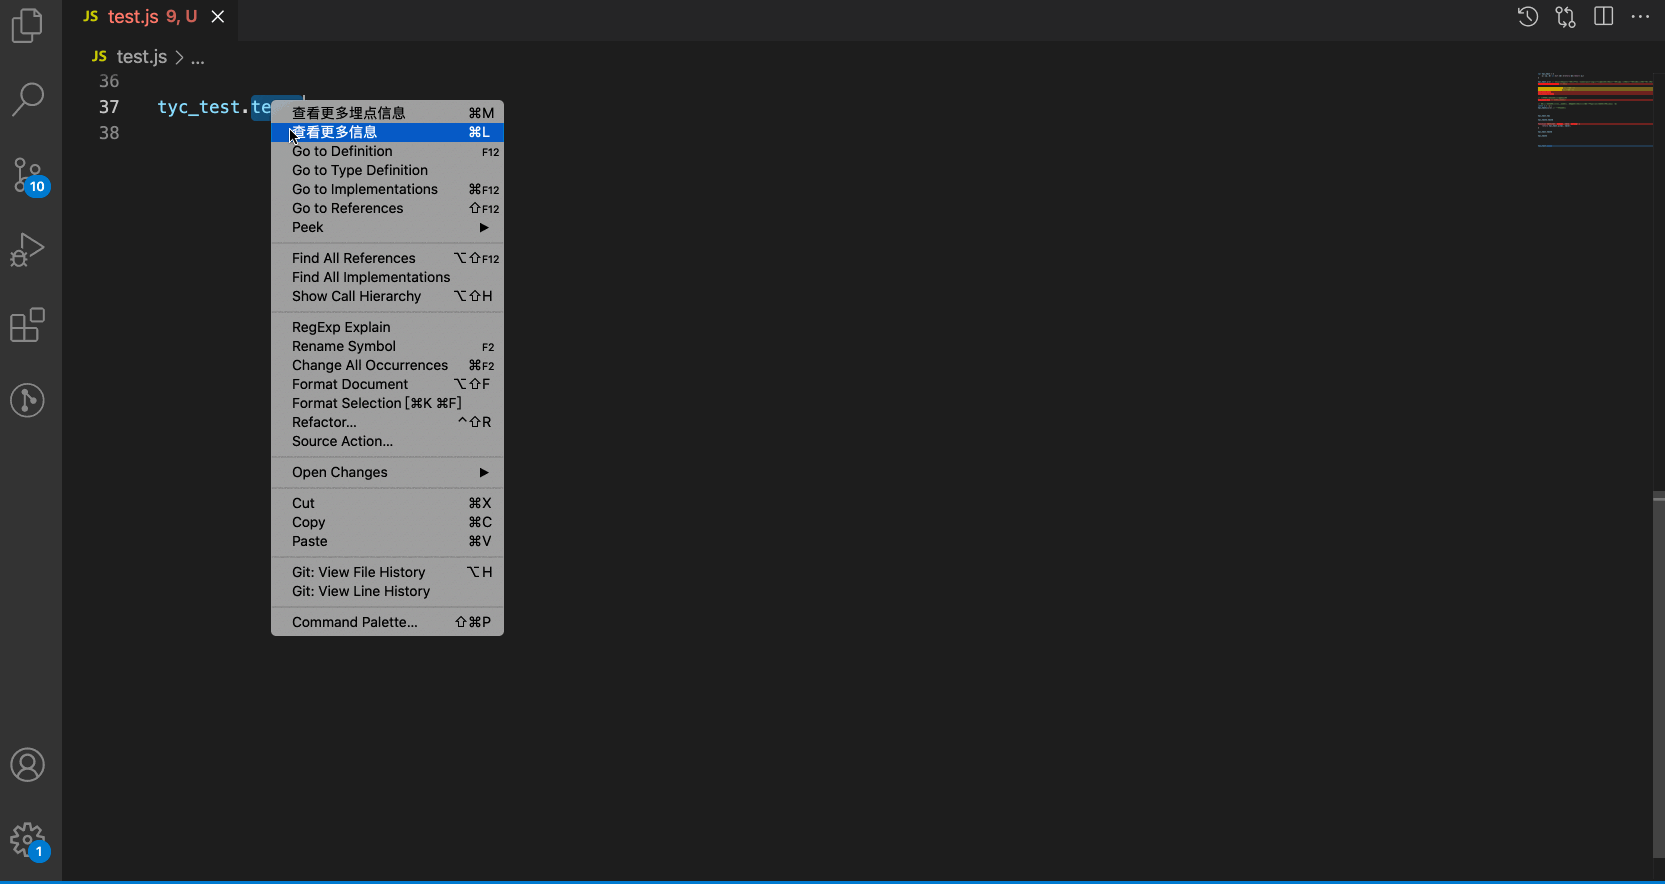 JS test.js 9, U
JS test.js > ...
36
37 tyc_test.te
38
查看更多埋点信息 ⌘M
查看更多信息 ⌘L
Go to Definition F12
Go to Type Definition
Go to Implementations ⌘F12
Go to References ⇧F12
Peek ▶
Find All References ⌥⇧F12
Find All Implementations
Show Call Hierarchy ⌥⇧H
RegExp Explain
Rename Symbol F2
Change All Occurrences ⌘F2
Format Document ⌥⇧F
Format Selection [⌘K ⌘F]
Refactor... ^⇧R
Source Action...
Open Changes ▶
Cut ⌘X
Copy ⌘C
Paste ⌘V
Git: View File History ⌥H
Git: View Line History
Command Palette... ⇧⌘P
10
1